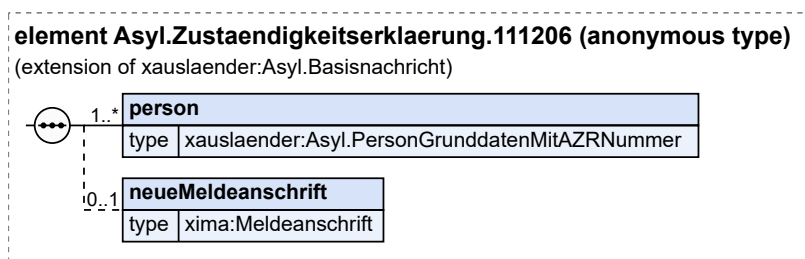 element Asyl.Zustaendigkeitserklaerung.111206 (anonymous type)
(extension of xauslaender:Asyl.Basisnachricht)
1..* person
type xauslaender:Asyl.PersonGrunddatenMitAZRNummer
0..1 neueMeldeanschrift
type xima:Meldeanschrift